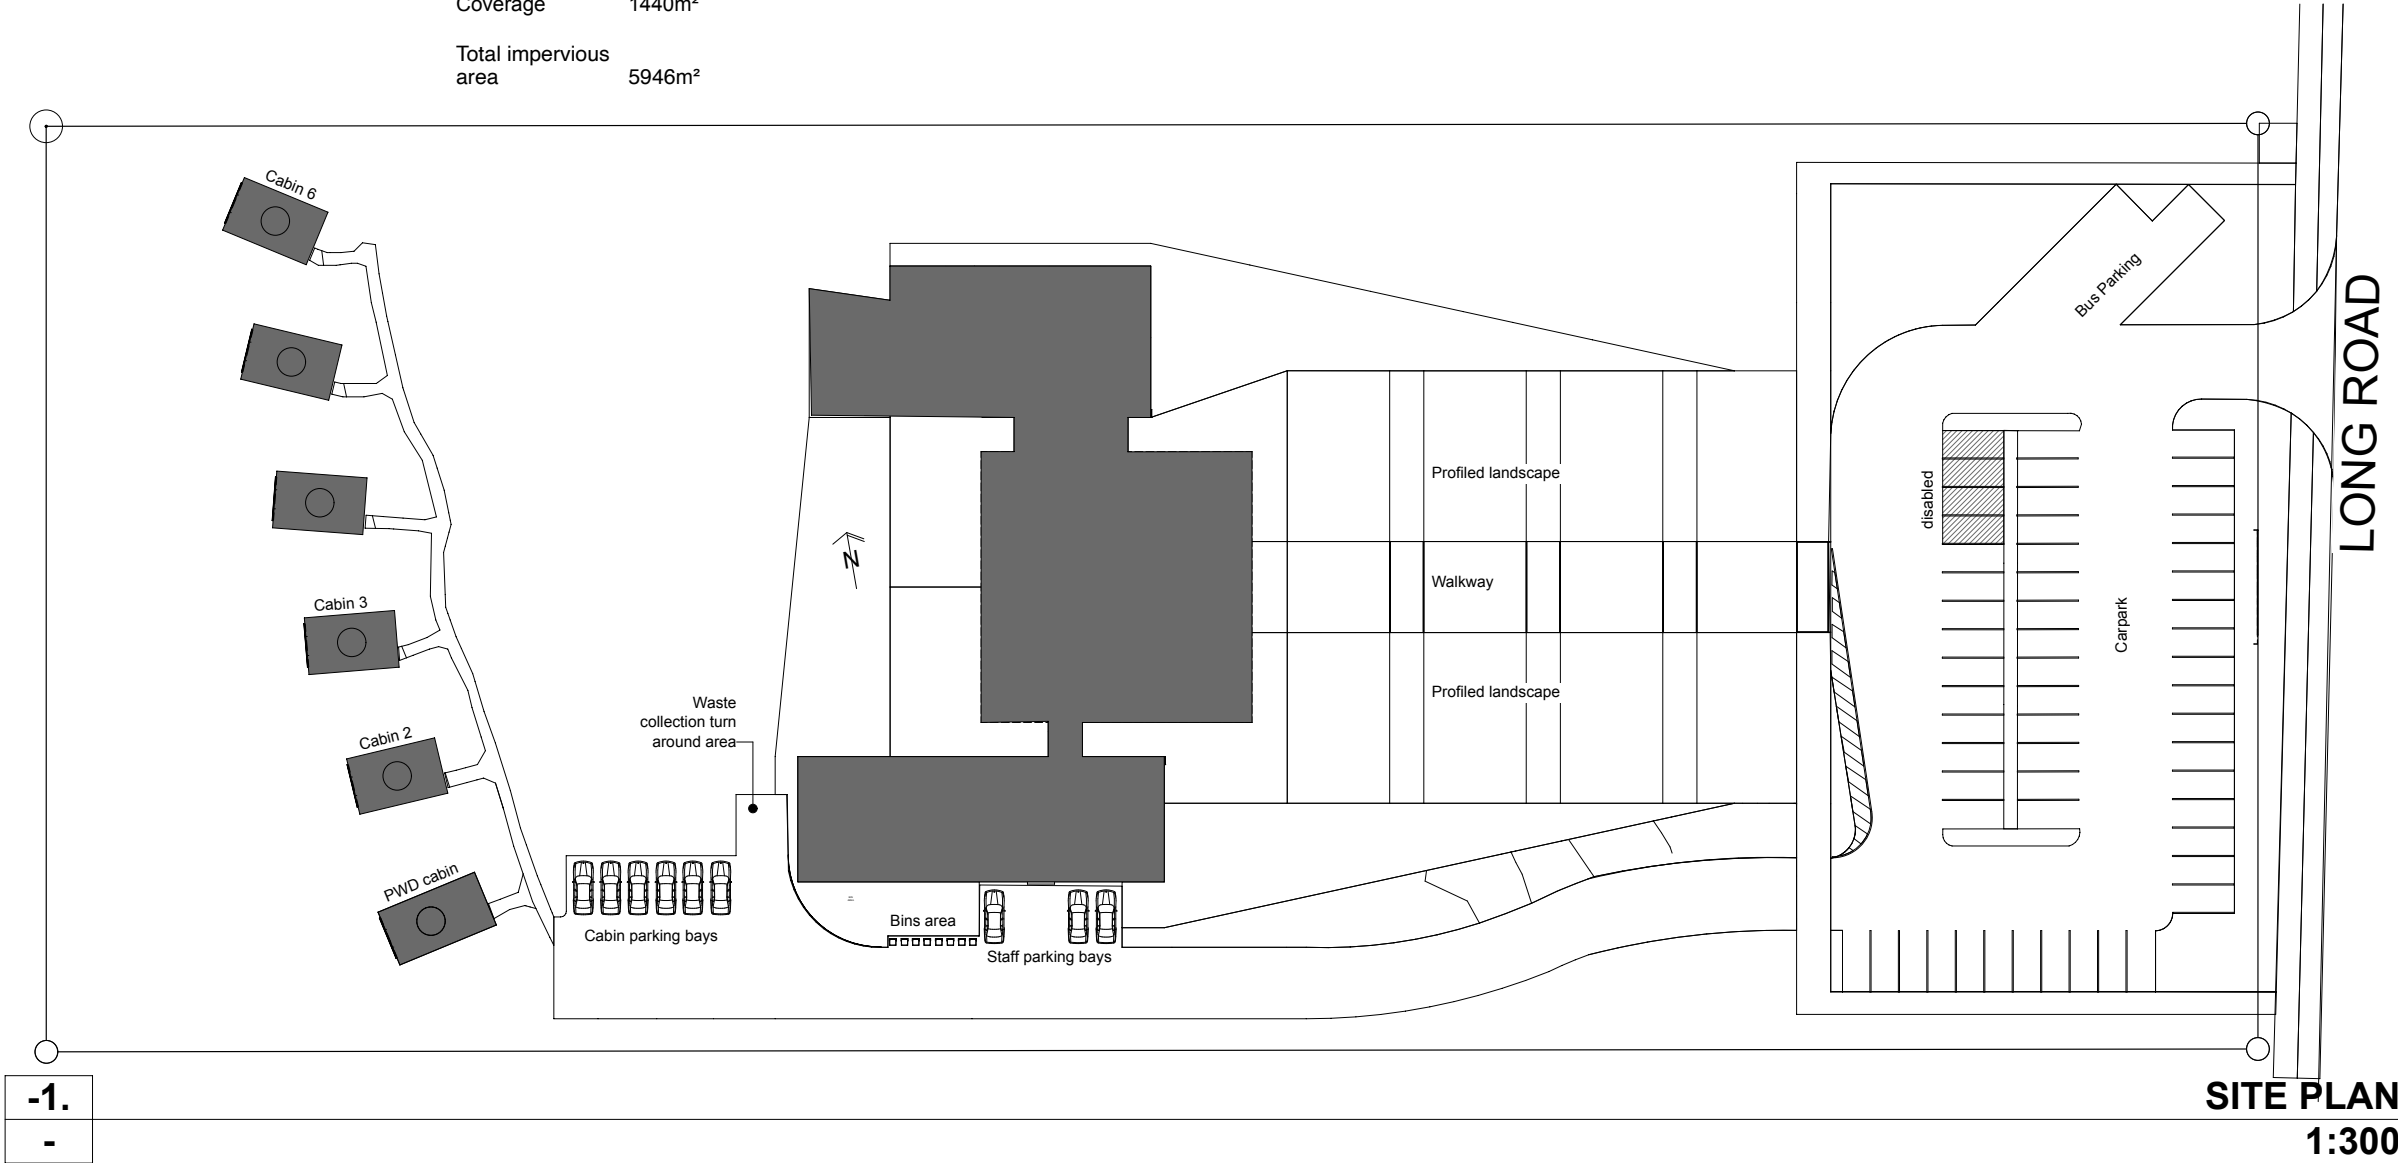 Coverage 1440m²
Total impervious
area 5946m²
Cabin 6
Bus Parking
LONG ROAD
Profiled landscape
disabled
N
Walkway
Cabin 3
Carpark
Profiled landscape
Waste
collection turn
around area
Cabin 2
PWD cabin
Bins area
Cabin parking bays
Staff parking bays
-1.
SITE PLAN
-
1:300